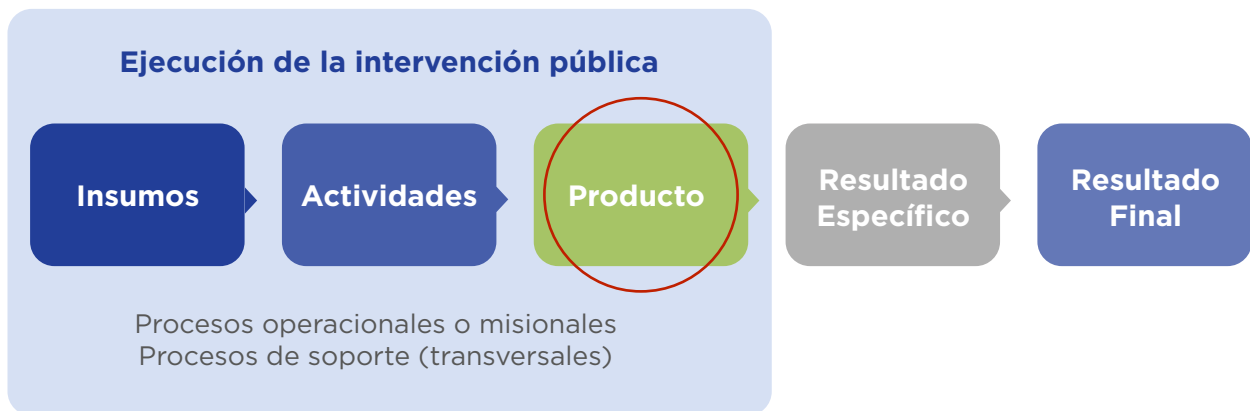 Ejecución de la intervención pública
Insumos
Actividades
Producto
Resultado
Específico
Resultado
Final
Procesos operacionales o misionales
Procesos de soporte (transversales)